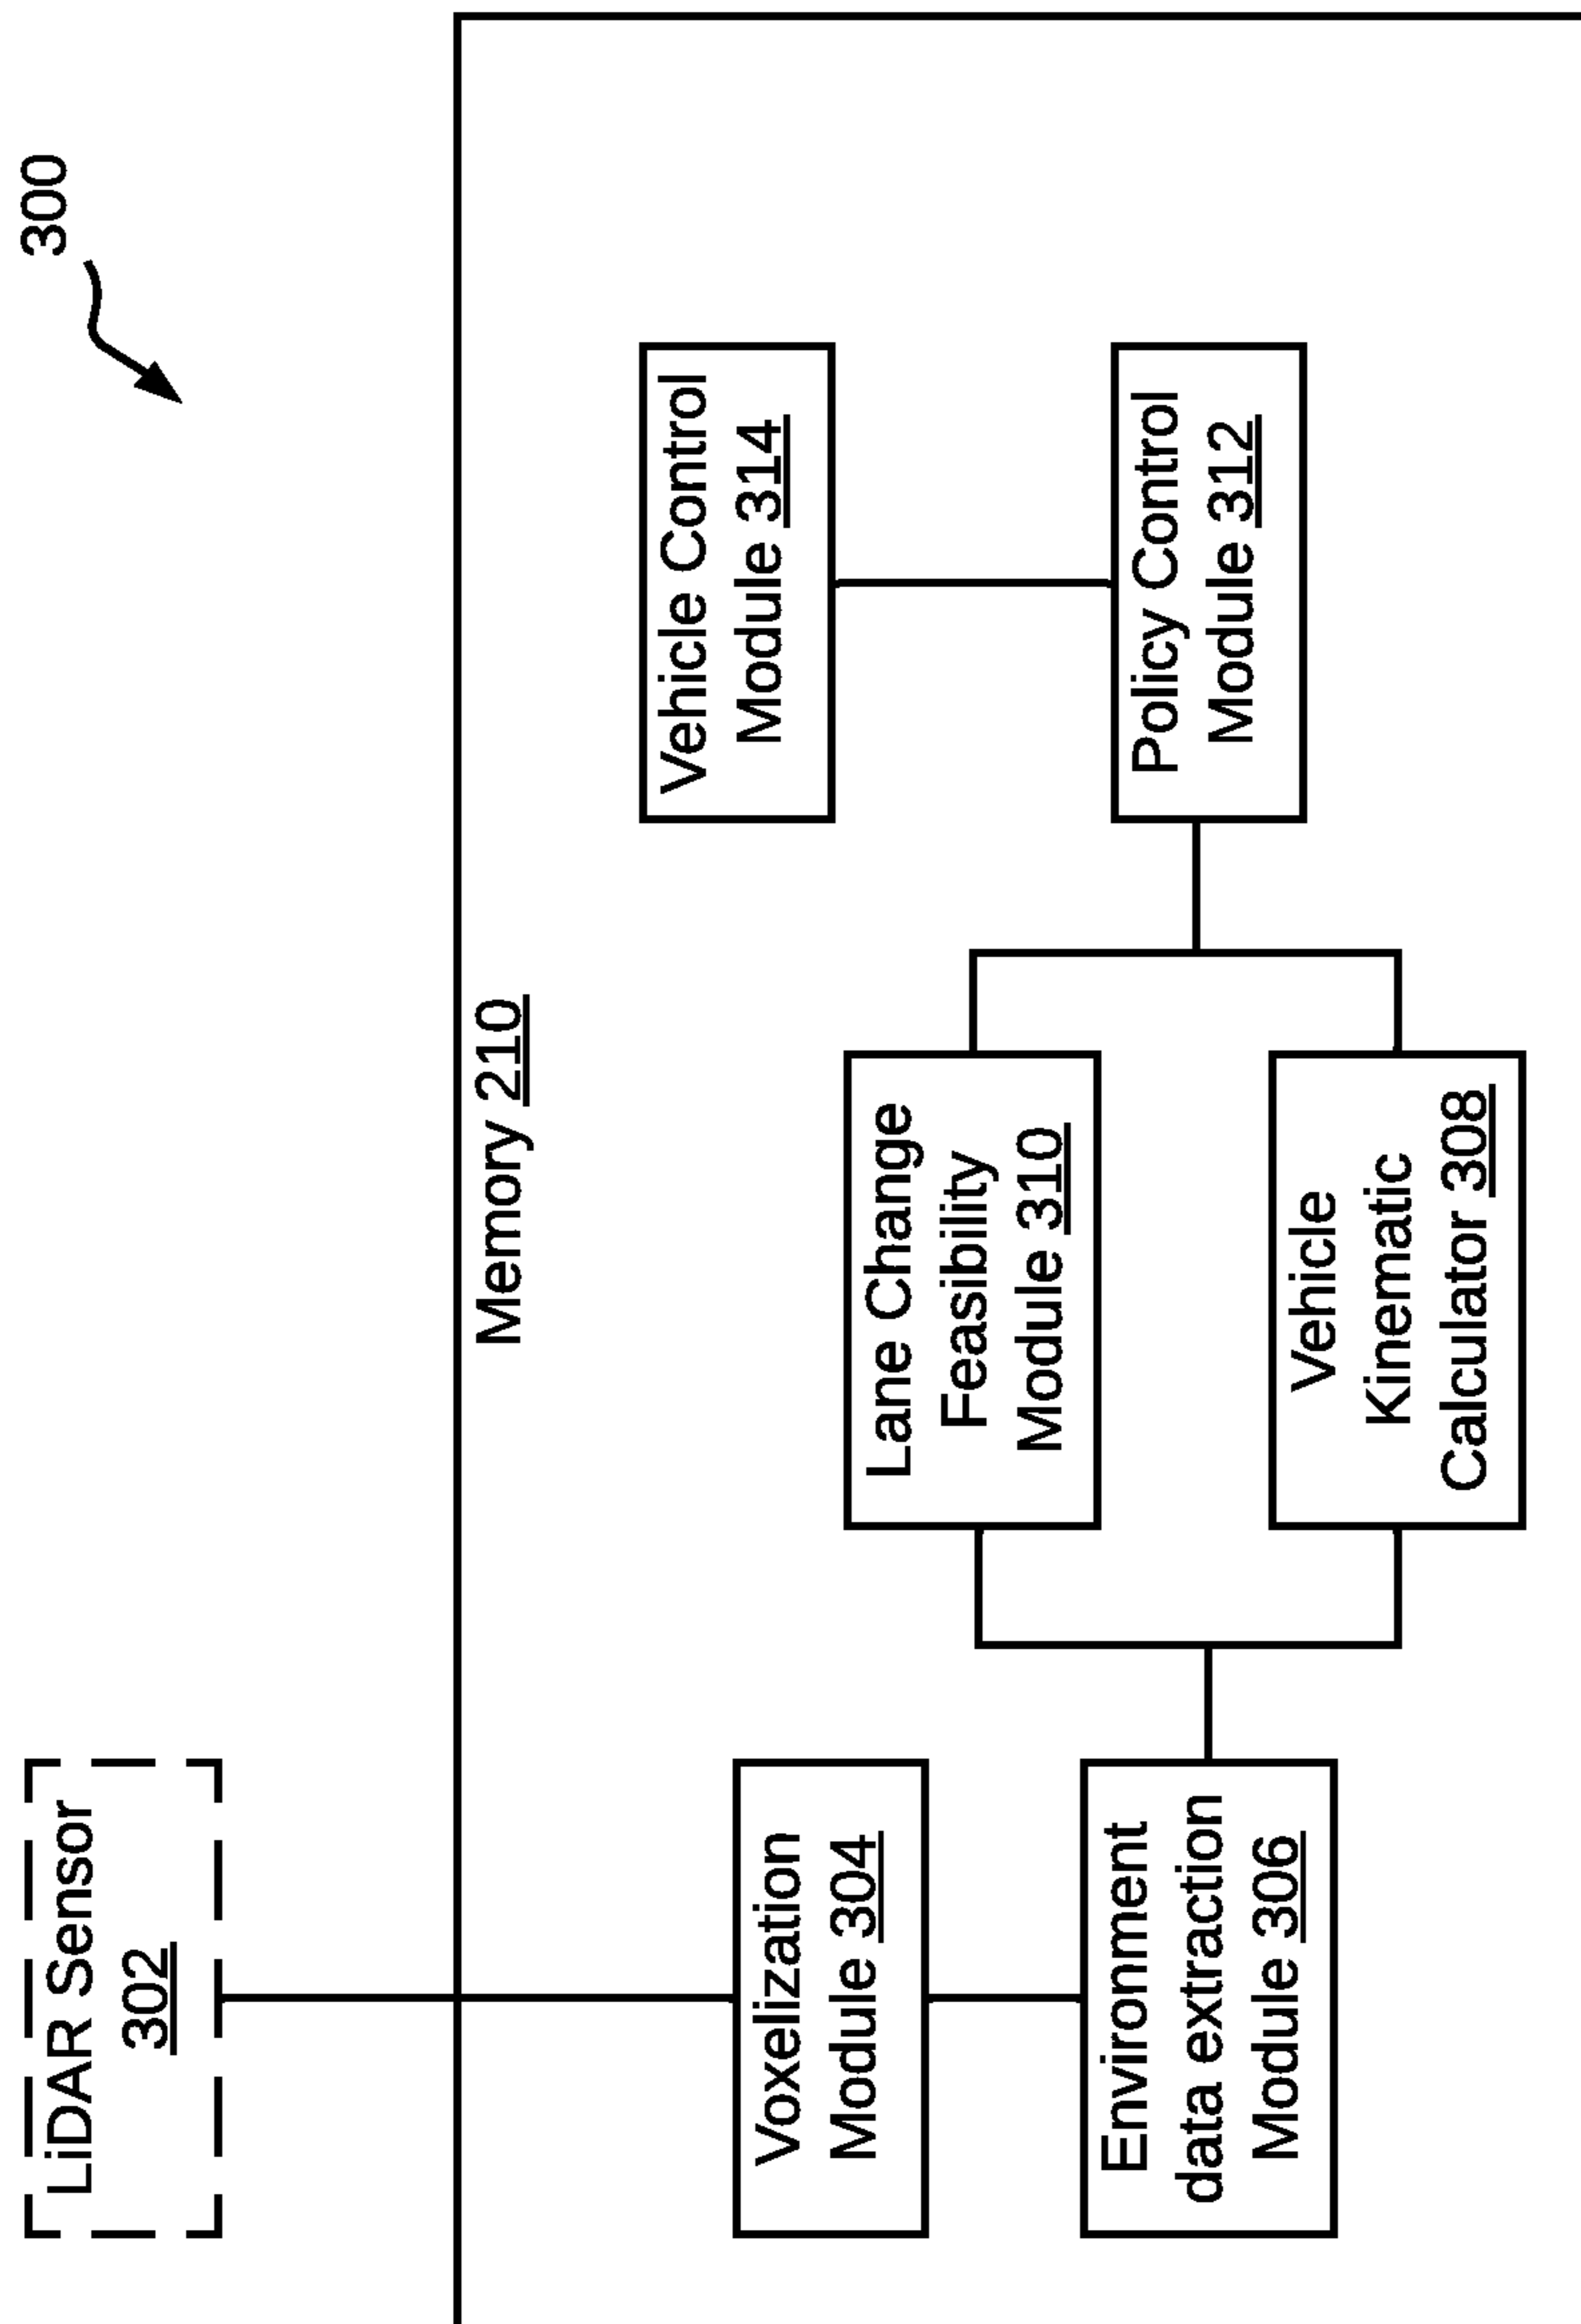 300
LiDAR Sensor
302
Memory 210
Voxelization
Module 304
Environment
data extraction
Module 306
Lane Change
Feasibility
Module 310
Vehicle
Kinematic
Calculator 308
Vehicle Control
Module 314
Policy Control
Module 312